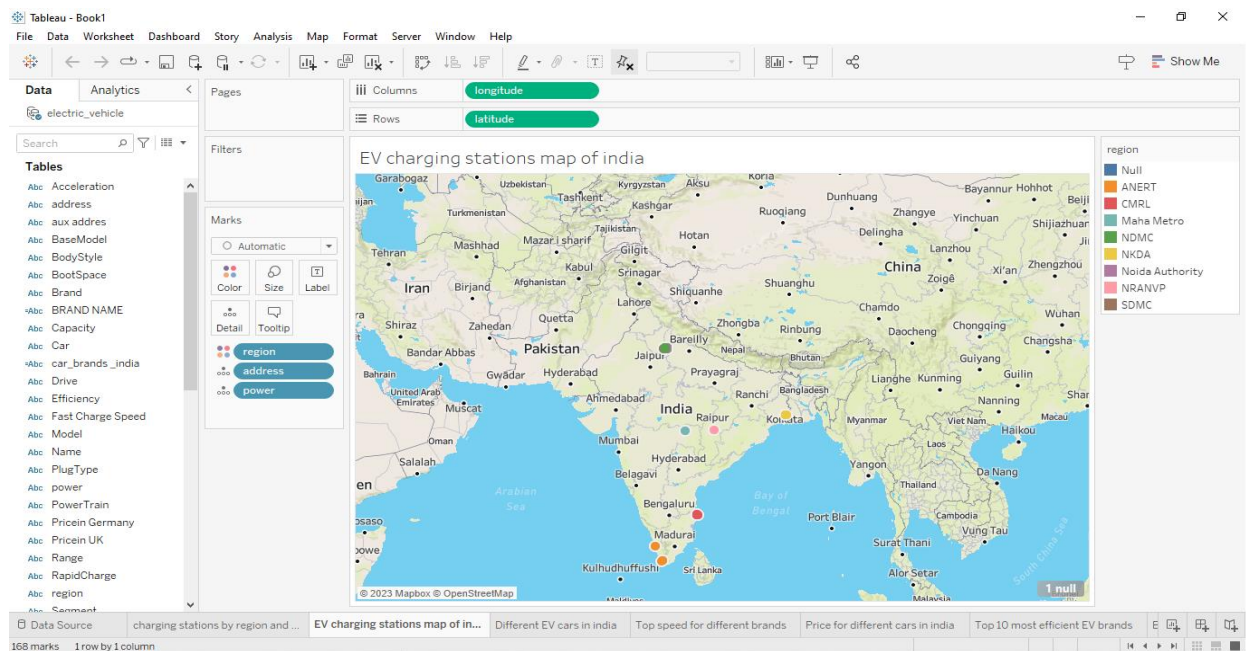 Tableau - Book1
File Data Worksheet Dashboard Story Analysis Map Format Server Window Help
Show Me
Data Analytics
electric_vehicle
Search
Tables
Abc Acceleration
Abc address
Abc aux addres
Abc BaseModel
Abc BodyStyle
Abc BootSpace
Abc Brand
=Abc BRAND NAME
Abc Capacity
Abc Car
=Abc car_brands _india
Abc Drive
Abc Efficiency
Abc Fast Charge Speed
Abc Model
Abc Name
Abc PlugType
Abc power
Abc PowerTrain
Abc Pricein Germany
Abc Pricein UK
Abc Range
Abc RapidCharge
Abc region
Abc Segment
Pages
Filters
Marks
Automatic
Color Size Label
Detail Tooltip
region
address
power
iii Columns longitude
Rows latitude
EV charging stations map of india
Garabogaz Uzbekistan Tashkent Kyrgyzstan Aksu Korla
ijan Turkmenistan Kashgar Ruoqiang Dunhuang Zhangye Bayannur Hohhot Beiji
Yinchuan Shijiazhuan
Tajikistan Hotan Delingha Ji
Tehran Mashhad Mazar i sharif Gilgit Lanzhou
Kabul Srinagar China Xi'an Zhengzhou
Iran Birjand Afghanistan Shiquanhe Shuanghu Zoigê
Lahore Chamdo Wuhan
Shiraz Zahedan Quetta Zhongba Rinbung Daocheng Chongqing
Changsha
Bandar Abbas Pakistan Jaipur Bareilly Nepal Bhutan Guiyang
Bahrain Gwadar Hyderabad Prayagraj Lianghe Kunming Guilin
United Arab Emirates Muscat Ahmedabad Ranchi Bangladesh Nanning Shar
India Raipur Kolkata Myanmar Viet Nam Macau
Oman Mumbai Laos Haikou
Salalah Hyderabad Yangon Da Nang
en Belagavi Thailand
Arabian Sea Bay of Bengal
Bengaluru Port Blair Cambodia
osaso Vung Tau
Madurai Surat Thani
owe Kulhudhuffushi Sri Lanka Alor Setar South China Sea
Maldives Malaysia
© 2023 Mapbox © OpenStreetMap
1 null
region
Null
ANERT
CMRL
Maha Metro
NDMC
NKDA
Noida Authority
NRANVP
SDMC
Data Source charging stations by region and ... EV charging stations map of in... Different EV cars in india Top speed for different brands Price for different cars in india Top 10 most efficient EV brands E
168 marks 1 row by 1 column